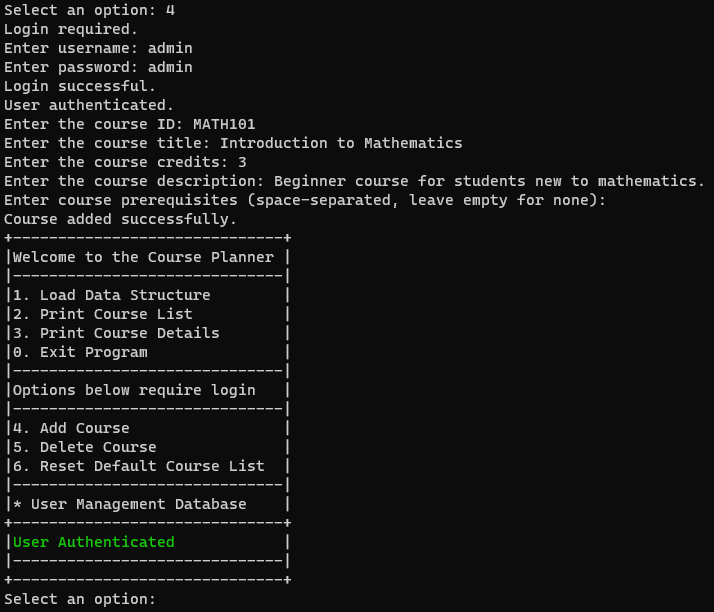 Select an option: 4
Login required.
Enter username: admin
Enter password: admin
Login successful.
User authenticated.
Enter the course ID: MATH101
Enter the course title: Introduction to Mathematics
Enter the course credits: 3
Enter the course description: Beginner course for students new to mathematics.
Enter course prerequisites (space-separated, leave empty for none):
Course added successfully.
+------------------------------+
|Welcome to the Course Planner |
|------------------------------|
|1. Load Data Structure        |
|2. Print Course List          |
|3. Print Course Details       |
|0. Exit Program               |
|------------------------------|
|Options below require login   |
|------------------------------|
|4. Add Course                 |
|5. Delete Course              |
|6. Reset Default Course List  |
|------------------------------|
|* User Management Database    |
+------------------------------+
|User Authenticated            |
|------------------------------|
+------------------------------+
Select an option: